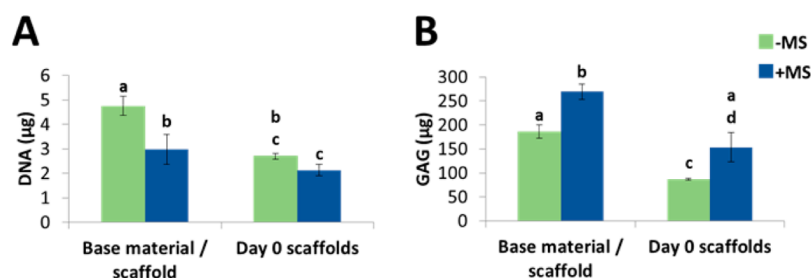 A
DNA (µg)
6
5
4
3
2
1
0
a
b
b
c
c
Base material /
scaffold
Day 0 scaffolds
B
-MS
+MS
GAG (µg)
300
250
200
150
100
50
0
a
b
c
a
d
Base material /
scaffold
Day 0 scaffolds